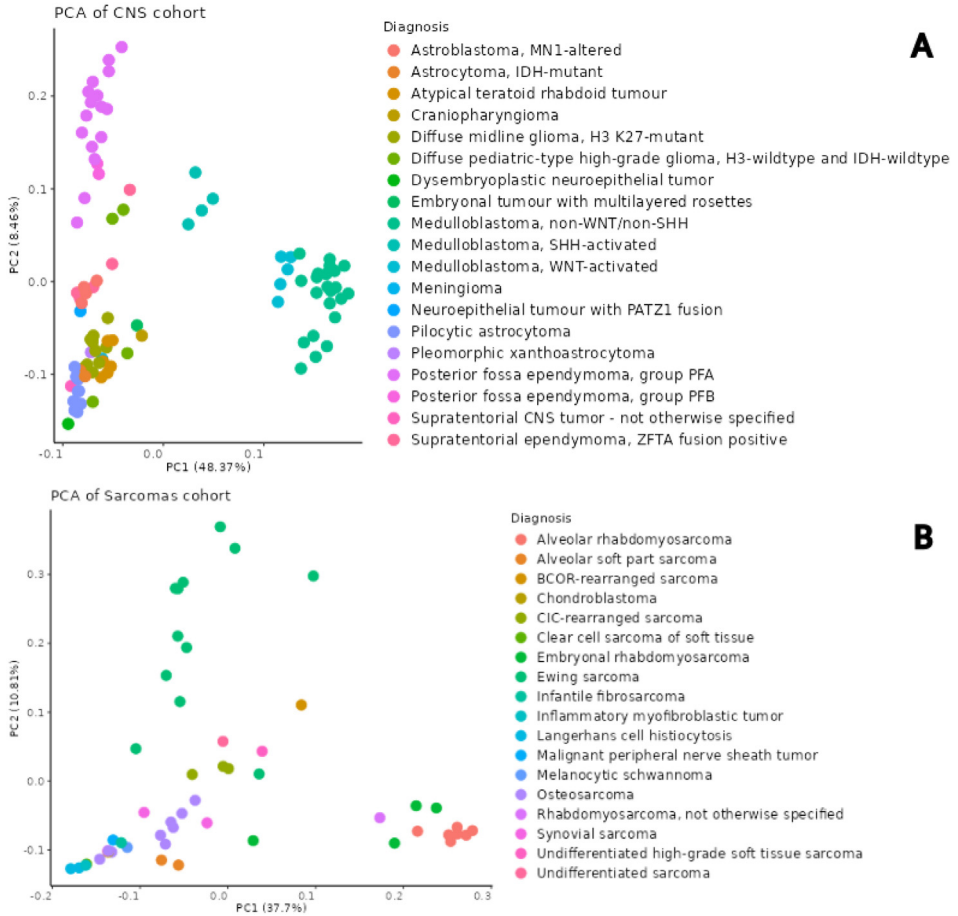 PCA of CNS cohort
A
Diagnosis
Astroblastoma, MN1-altered
Astrocytoma, IDH-mutant
Atypical teratoid rhabdoid tumour
Craniopharyngioma
Diffuse midline glioma, H3 K27-mutant
Diffuse pediatric-type high-grade glioma, H3-wildtype and IDH-wildtype
Dysembryoplastic neuroepithelial tumor
Embryonal tumour with multilayered rosettes
Medulloblastoma, non-WNT/non-SHH
Medulloblastoma, SHH-activated
Medulloblastoma, WNT-activated
Meningioma
Neuroepithelial tumour with PATZ1 fusion
Pilocytic astrocytoma
Pleomorphic xanthoastrocytoma
Posterior fossa ependymoma, group PFA
Posterior fossa ependymoma, group PFB
Supratentorial CNS tumor - not otherwise specified
Supratentorial ependymoma, ZFTA fusion positive
PC2 (8.46%)
0.2
0.1
0.0
-0.1
-0.1 0.0 0.1
PC1 (48.37%)
PCA of Sarcomas cohort
B
Diagnosis
Alveolar rhabdomyosarcoma
Alveolar soft part sarcoma
BCOR-rearranged sarcoma
Chondroblastoma
CIC-rearranged sarcoma
Clear cell sarcoma of soft tissue
Embryonal rhabdomyosarcoma
Ewing sarcoma
Infantile fibrosarcoma
Inflammatory myofibroblastic tumor
Langerhans cell histiocytosis
Malignant peripheral nerve sheath tumor
Melanocytic schwannoma
Osteosarcoma
Rhabdomyosarcoma, not otherwise specified
Synovial sarcoma
Undifferentiated high-grade soft tissue sarcoma
Undifferentiated sarcoma
PC2 (10.81%)
0.3
0.2
0.1
0.0
-0.1
-0.2 -0.1 0.0 0.1 0.2 0.3
PC1 (37.7%)